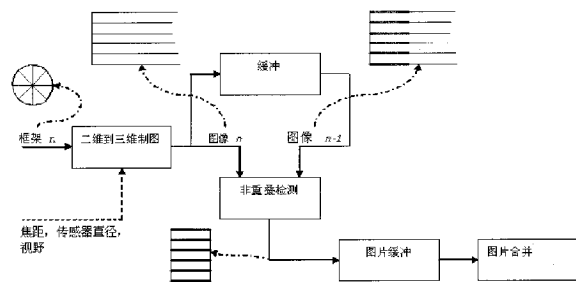 缓冲
框架 n
二维到三维制图
图像 n
图像 n-1
非重叠检测
焦距，传感器直径，
视野
图片缓冲
图片合并